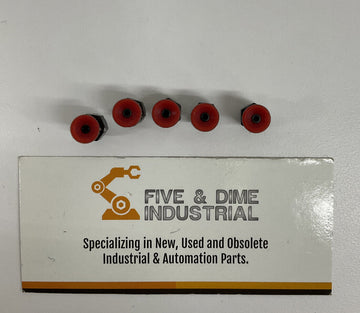 FIVE & DIME
INDUSTRIAL
Specializing in New, Used and Obsolete
Industrial & Automation Parts.